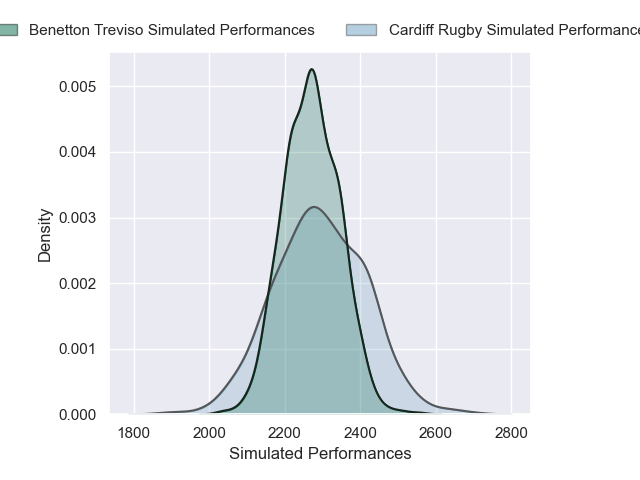 Benetton Treviso Simulated Performances
Cardiff Rugby Simulated
0.005
0.004
0.003
0.002
0.001
0.000
Density
1800 2000 2200 2400 2600 2800
Simulated Performances